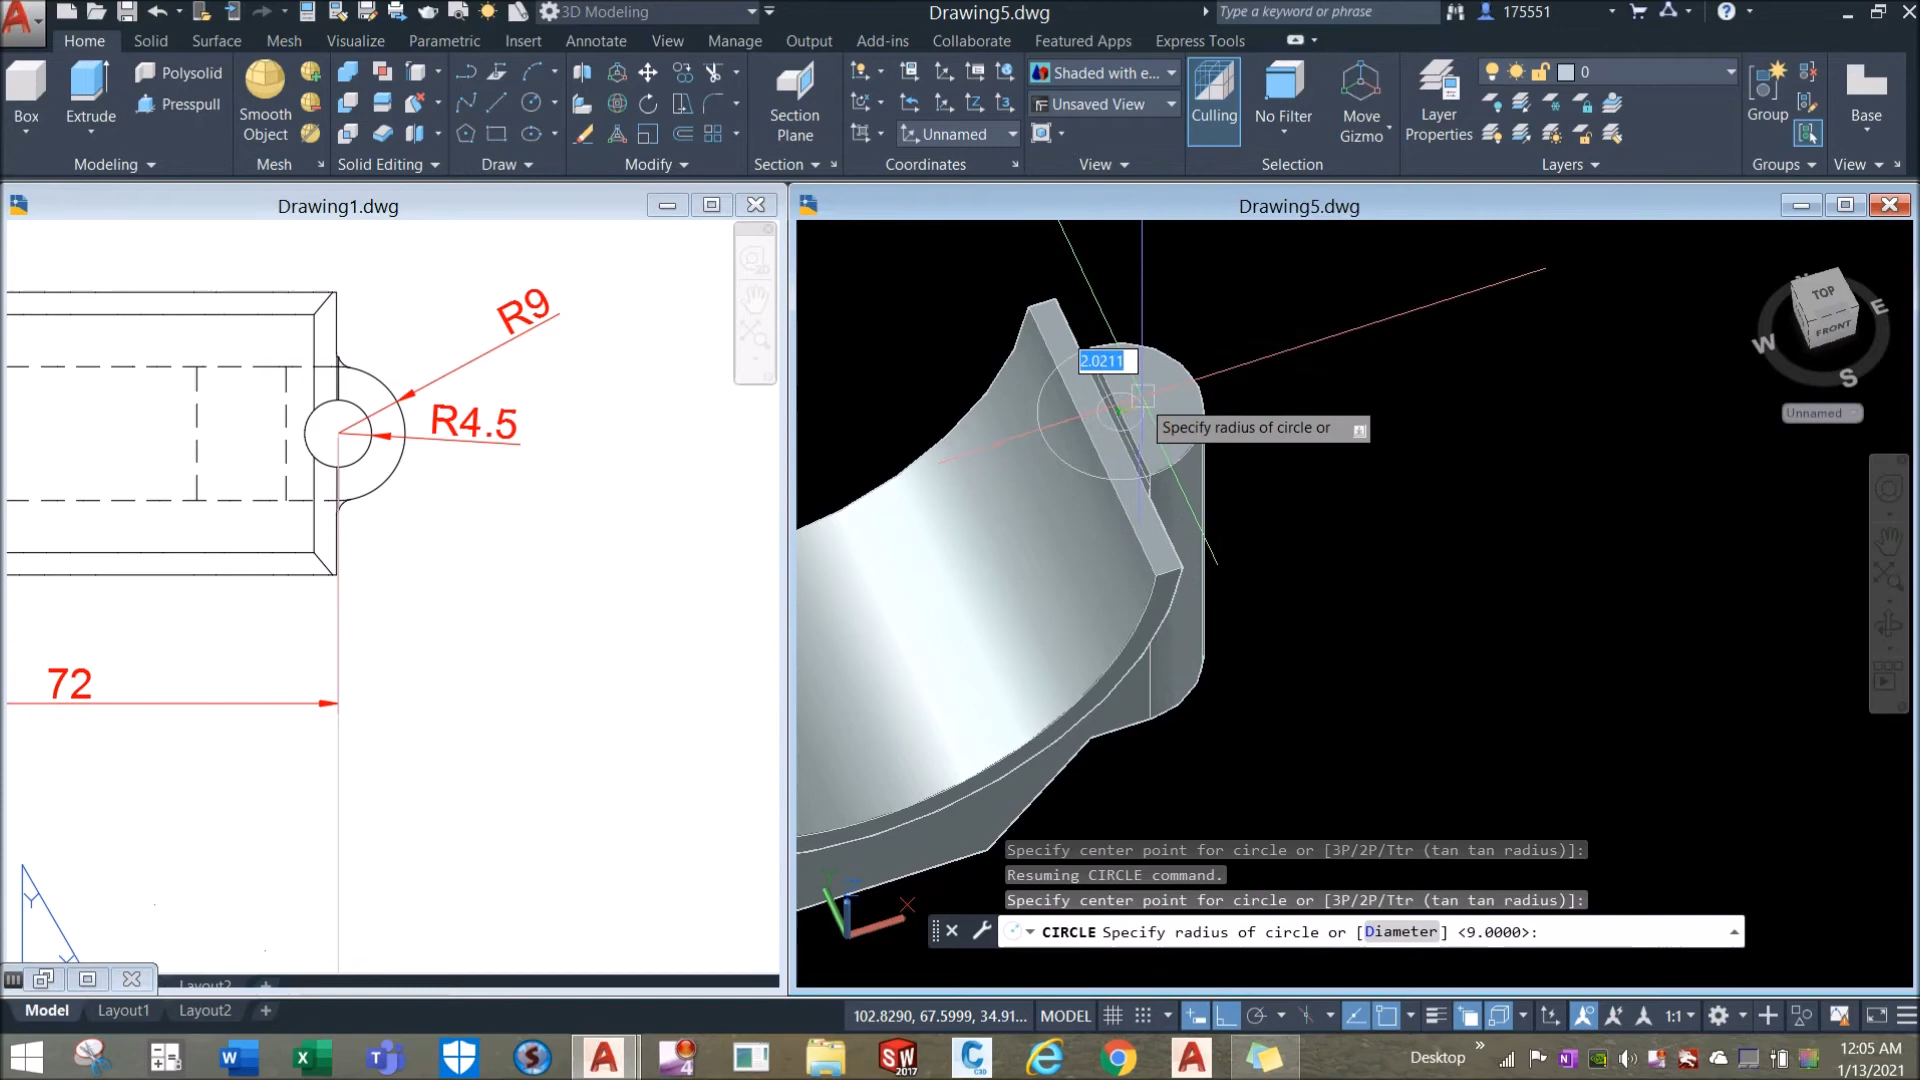 3D Modeling
Drawing5.dwg
Type a keyword or phrase
175551
Home Solid Surface Mesh Visualize Parametric Insert Annotate View Manage Output Add-ins Collaborate Featured Apps Express Tools
Polysolid
Presspull
Box
Extrude
Smooth
Object
Section
Plane
Unnamed
Shaded with e...
Unsaved View
Culling
No Filter
Move
Gizmo
Layer
Properties
0
Group
Base
Modeling
Mesh
Solid Editing
Draw
Modify
Section
Coordinates
View
Selection
Layers
Groups
View
Drawing1.dwg
Drawing5.dwg
R9
R4.5
72
Y
2.0211
Specify radius of circle or
TOP
FRONT
W
S
E
Unnamed
Specify center point for circle or [3P/2P/Ttr (tan tan radius)]:
Resuming CIRCLE command.
Specify center point for circle or [3P/2P/Ttr (tan tan radius)]:
CIRCLE Specify radius of circle or [Diameter] <9.0000>:
Layout2 +
Model Layout1 Layout2 +
102.8290, 67.5999, 34.91... MODEL
1:1
Desktop
12:05 AM
1/13/2021